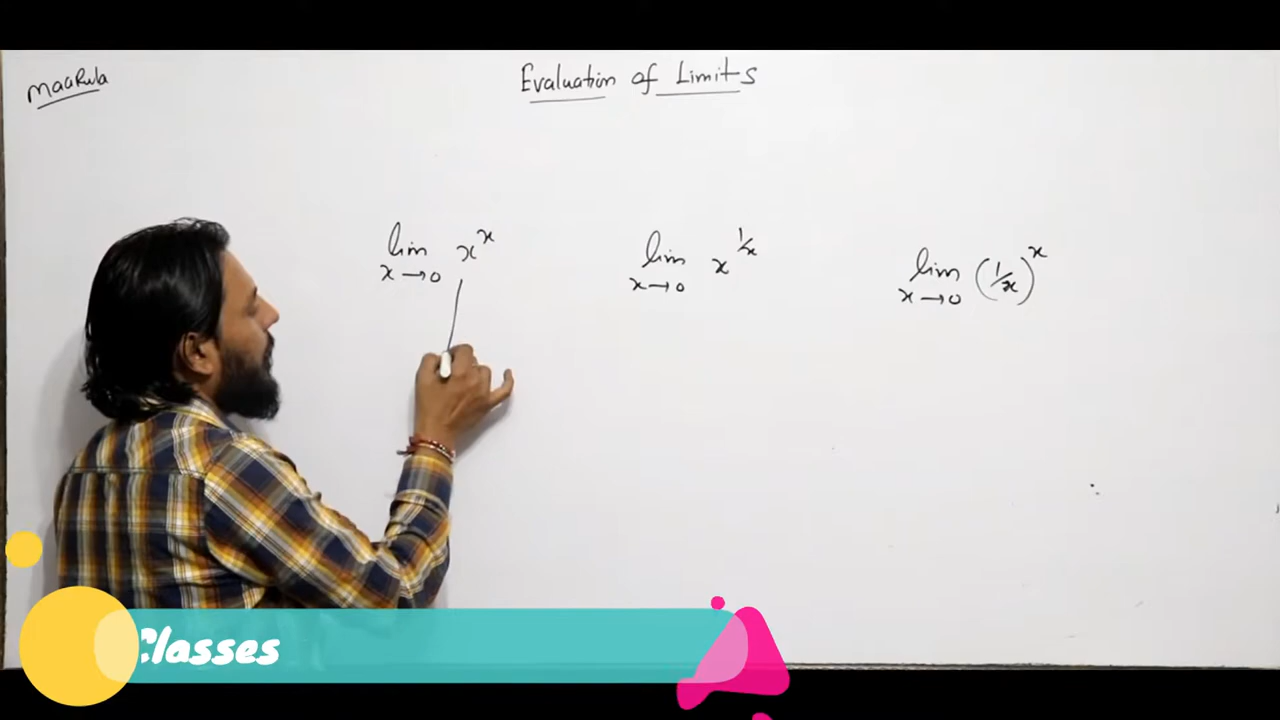 MaaRula
Evaluation of Limits
lim x→0 x^x
lim x→0 x^1/x
lim x→0 (1/x)^x
Classes